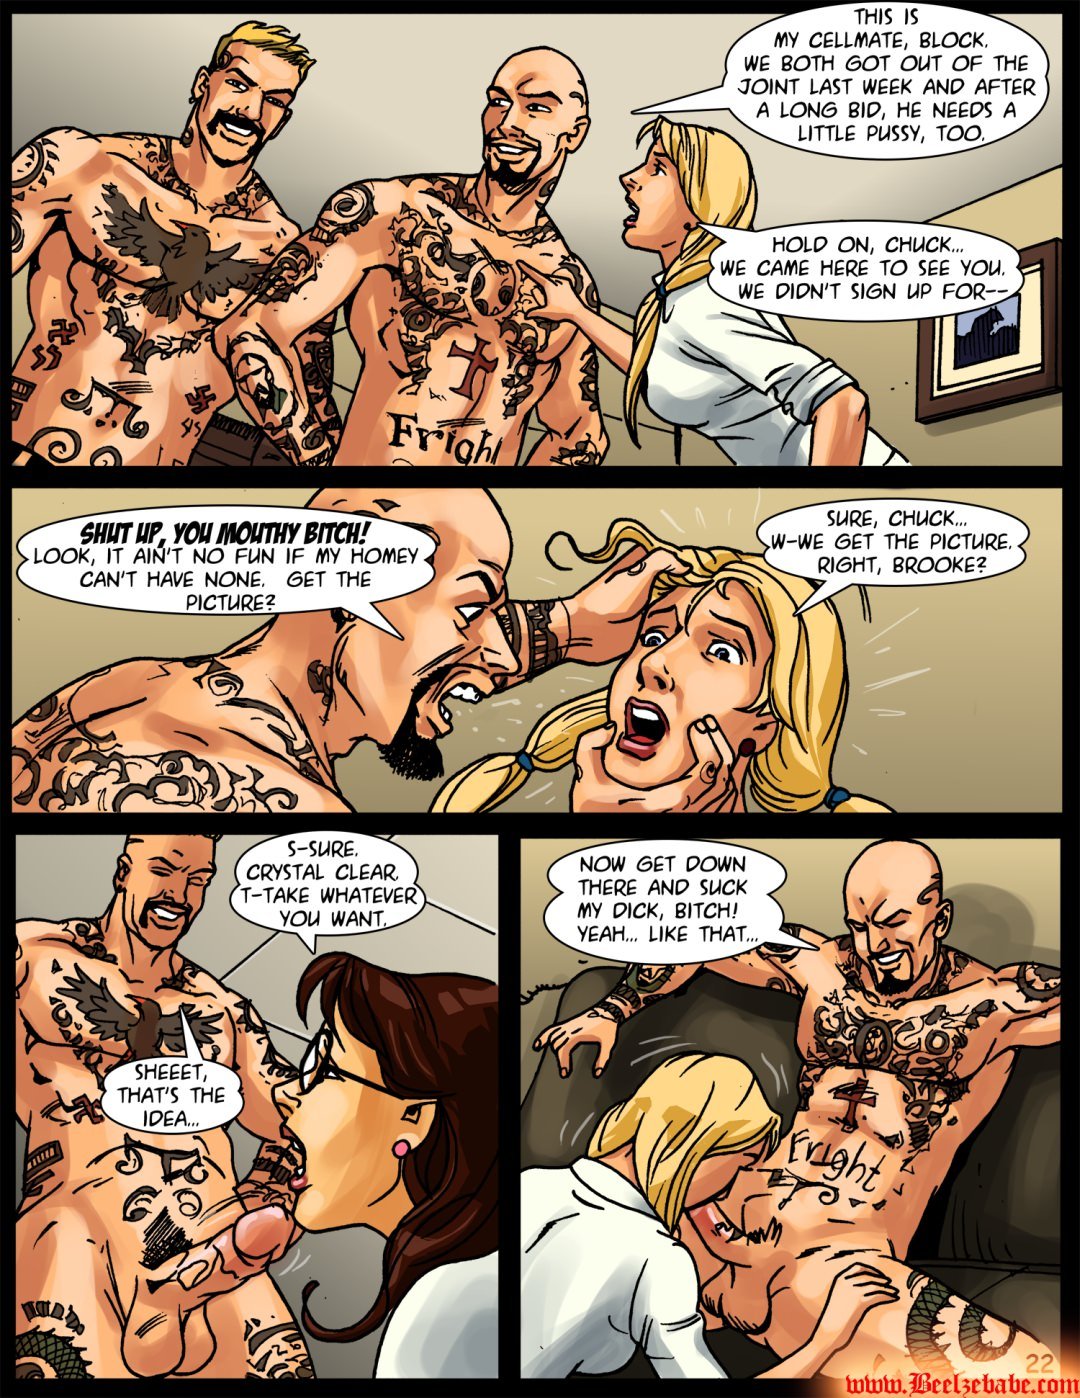 THIS IS
MY CELLMATE, BLOCK.
WE BOTH GOT OUT OF THE
JOINT LAST WEEK AND AFTER
A LONG BID, HE NEEDS A
LITTLE PUSSY, TOO.
HOLD ON, CHUCK...
WE CAME HERE TO SEE YOU.
WE DIDN'T SIGN UP FOR--
Fright
SHUT UP, YOU MOUTHY BITCH!
LOOK, IT AIN'T NO FUN IF MY HOMEY
CAN'T HAVE NONE. GET THE
PICTURE?
SURE, CHUCK...
W-WE GET THE PICTURE.
RIGHT, BROOKE?
S-SURE.
CRYSTAL CLEAR.
T-TAKE WHATEVER
YOU WANT.
SHEEET,
THAT'S THE
IDEA...
NOW GET DOWN
THERE AND SUCK
MY DICK, BITCH!
YEAH... LIKE THAT...
Fright
22
www.Beelzebabe.com